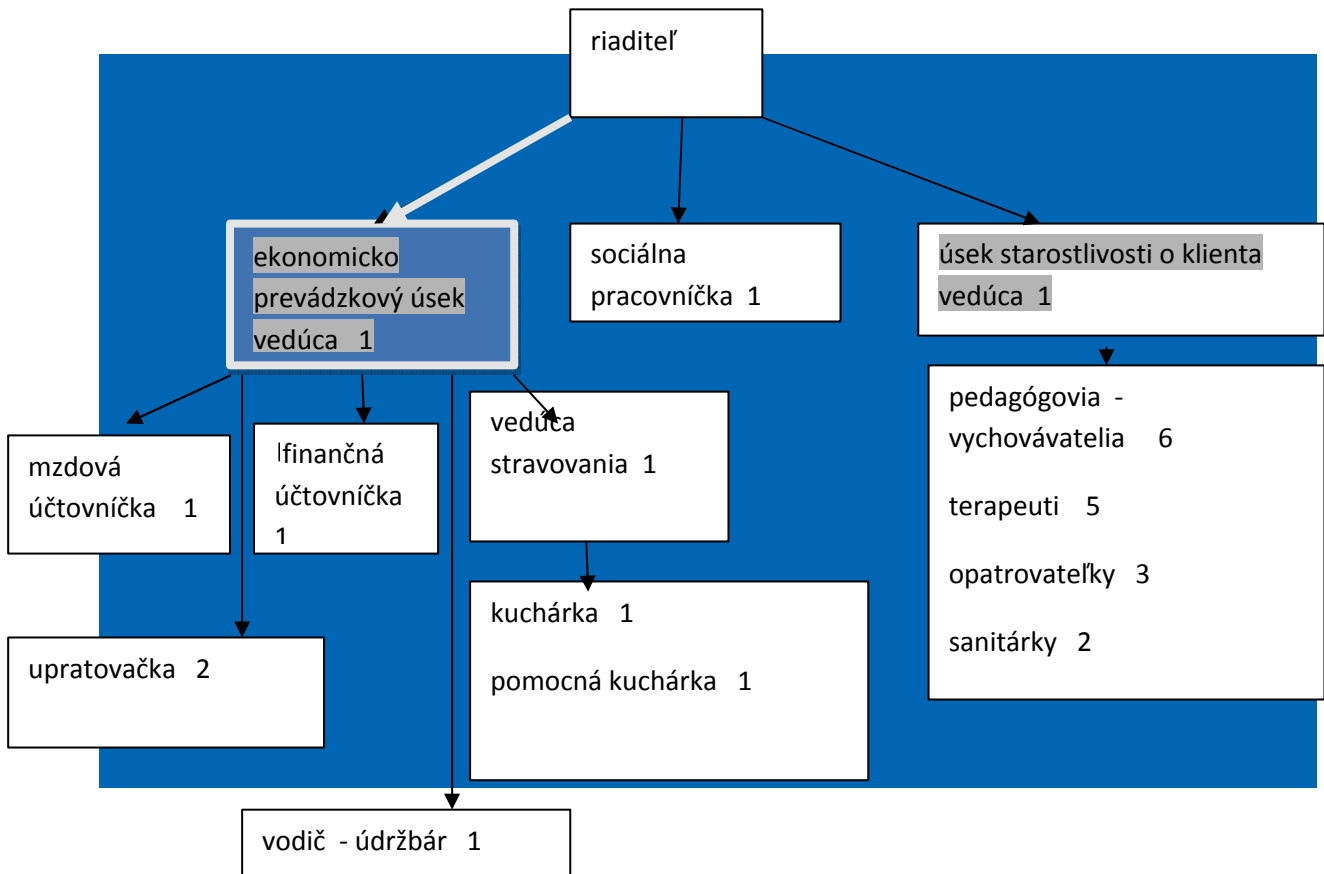 riaditeľ
ekonomicko
prevádzkový úsek
vedúca 1
sociálna
pracovníčka 1
úsek starostlivosti o klienta
vedúca 1
mzdová
účtovníčka 1
lfinančná
účtovníčka
1
vedúca
stravovania 1
pedagógovia -
vychovávatelia 6
terapeuti 5
opatrovateľky 3
sanitárky 2
upratovačka 2
kuchárka 1
pomocná kuchárka 1
vodič - údržbár 1